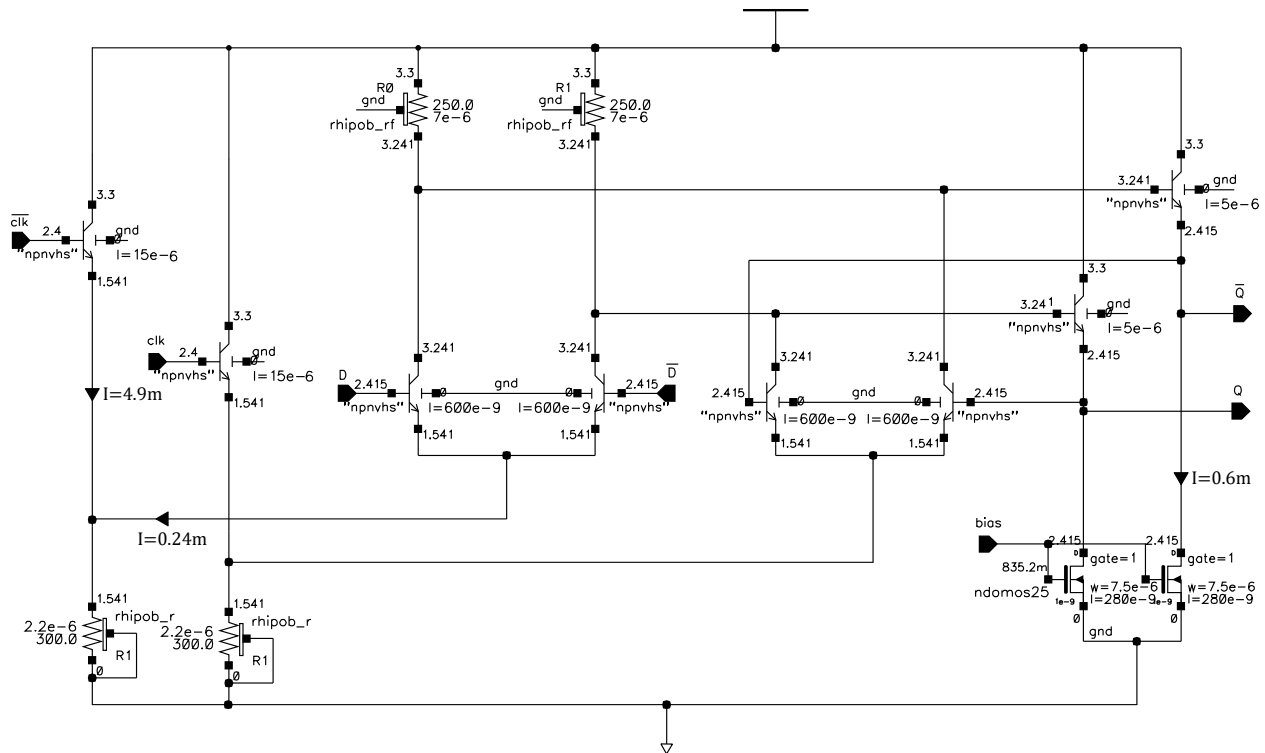 3.3
R0
gnd
250.0
7e-6
rhipob_rf
3.241
3.3
R1
gnd
250.0
7e-6
rhipob_rf
3.241
3.3
3.241
gnd
0
"npnvhs"
l=5e-6
2.415
3.3
clk
2.4
gnd
0
"npnvhs"
l=15e-6
1.541
3.3
3.241
gnd
0
"npnvhs"
l=5e-6
2.415
Q
3.3
clk
2.4
gnd
0
"npnvhs"
l=15e-6
1.541
I=4.9m
3.241
3.241
D
2.415
gnd
0
0
2.415
D
"npnvhs"
l=600e-9
l=600e-9
"npnvhs"
1.541
1.541
3.241
3.241
2.415
gnd
0
0
2.415
"npnvhs"
l=600e-9
l=600e-9
"npnvhs"
1.541
1.541
Q
I=0.6m
I=0.24m
bias
2.415
2.415
D
D
gate=1
gate=1
835.2m
ndomos25
w=7.5e-6
w=7.5e-6
1e-9
l=280e-9
1e-9
l=280e-9
0
0
gnd
1.541
rhipob_r
2.2e-6
300.0
R1
0
1.541
rhipob_r
2.2e-6
300.0
R1
0